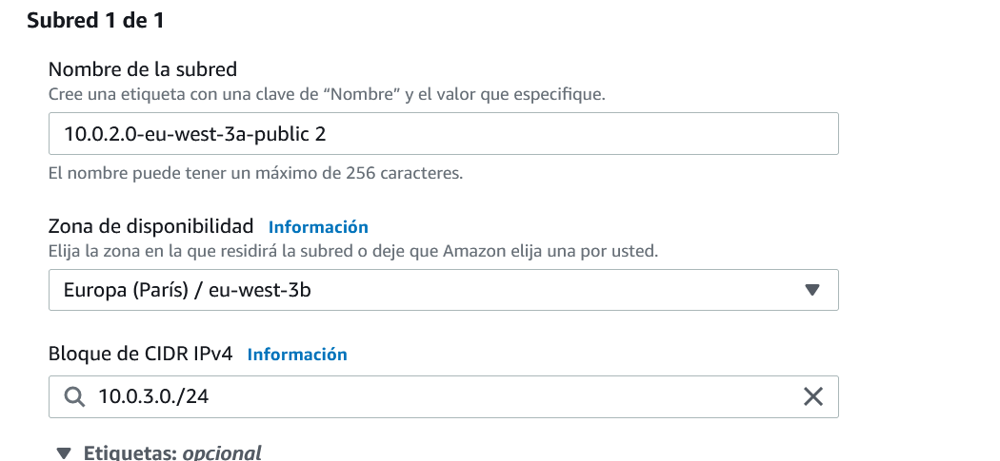 Subred 1 de 1
Nombre de la subred
Cree una etiqueta con una clave de “Nombre” y el valor que especifique.
10.0.2.0-eu-west-3a-public 2
El nombre puede tener un máximo de 256 caracteres.
Zona de disponibilidad Información
Elija la zona en la que residirá la subred o deje que Amazon elija una por usted.
Europa (París) / eu-west-3b
Bloque de CIDR IPv4 Información
10.0.3.0./24
Etiquetas: opcional